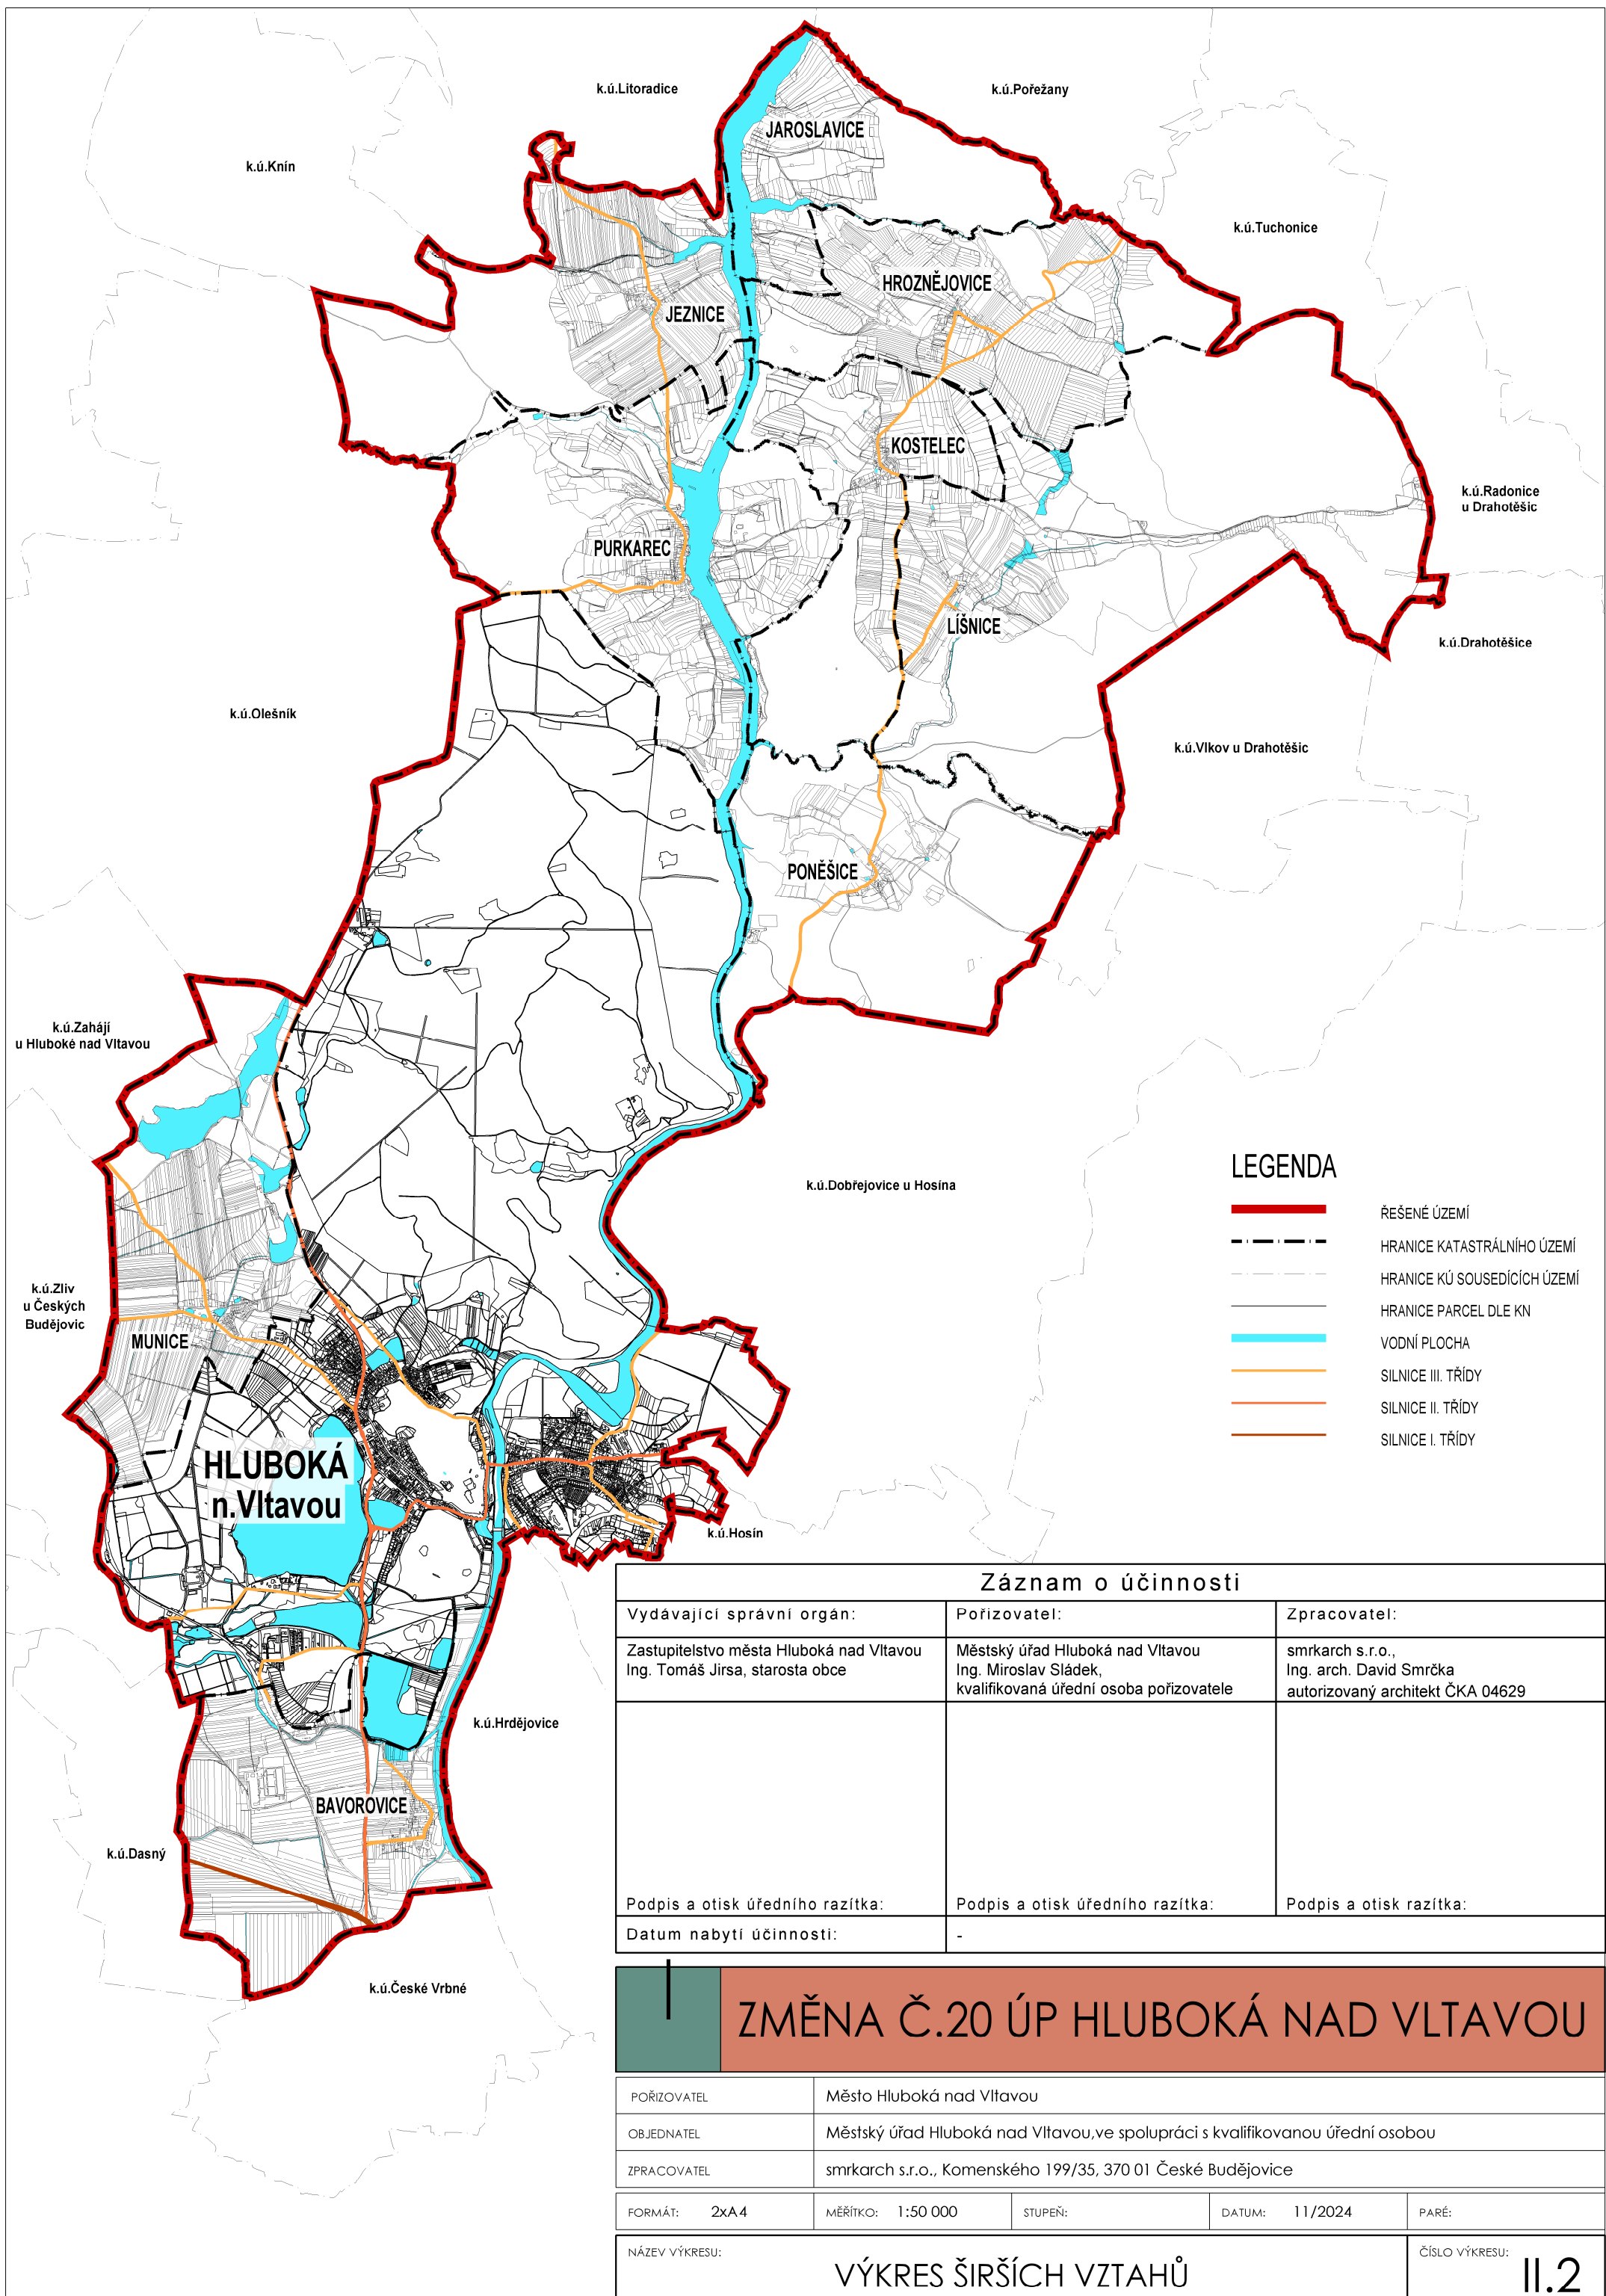 k.ú.Litoradice
k.ú.Pořežany
JAROSLAVICE
k.ú.Knín
k.ú.Tuchonice
HROZNĚJOVICE
JEZNICE
KOSTELEC
k.ú.Radonice
u Drahotěšic
PURKAREC
LÍŠNICE
k.ú.Drahotěšice
k.ú.Olešník
k.ú.Vlkov u Drahotěšic
PONĚŠICE
k.ú.Zahájí
u Hluboké nad Vltavou
k.ú.Dobřejovice u Hosína
k.ú.Zliv
u Českých
Budějovic
MUNICE
HLUBOKÁ
n.Vltavou
k.ú.Hosín
k.ú.Hrdějovice
BAVOROVICE
k.ú.Dasný
k.ú.České Vrbné
LEGENDA
ŘEŠENÉ ÚZEMÍ
HRANICE KATASTRÁLNÍHO ÚZEMÍ
HRANICE KÚ SOUSEDÍCÍCH ÚZEMÍ
HRANICE PARCEL DLE KN
VODNÍ PLOCHA
SILNICE III. TŘÍDY
SILNICE II. TŘÍDY
SILNICE I. TŘÍDY
Záznam o účinnosti
Vydávající správní orgán:
Zastupitelstvo města Hluboká nad Vltavou
Ing. Tomáš Jirsa, starosta obce
Podpis a otisk úředního razítka:
Pořizovatel:
Městský úřad Hluboká nad Vltavou
Ing. Miroslav Sládek,
kvalifikovaná úřední osoba pořizovatele
Podpis a otisk úředního razítka:
Zpracovatel:
smrkarch s.r.o.,
Ing. arch. David Smrčka
autorizovaný architekt ČKA 04629
Podpis a otisk razítka:
Datum nabytí účinnosti: -
ZMĚNA Č.20 ÚP HLUBOKÁ NAD VLTAVOU
POŘIZOVATEL Město Hluboká nad Vltavou
OBJEDNATEL Městský úřad Hluboká nad Vltavou,ve spolupráci s kvalifikovanou úřední osobou
ZPRACOVATEL smrkarch s.r.o., Komenského 199/35, 370 01 České Budějovice
FORMÁT: 2xA4 MĚŘÍTKO: 1:50 000 STUPEŇ: DATUM: 11/2024 PARÉ:
NÁZEV VÝKRESU: VÝKRES ŠIRŠÍCH VZTAHŮ
ČÍSLO VÝKRESU: II.2